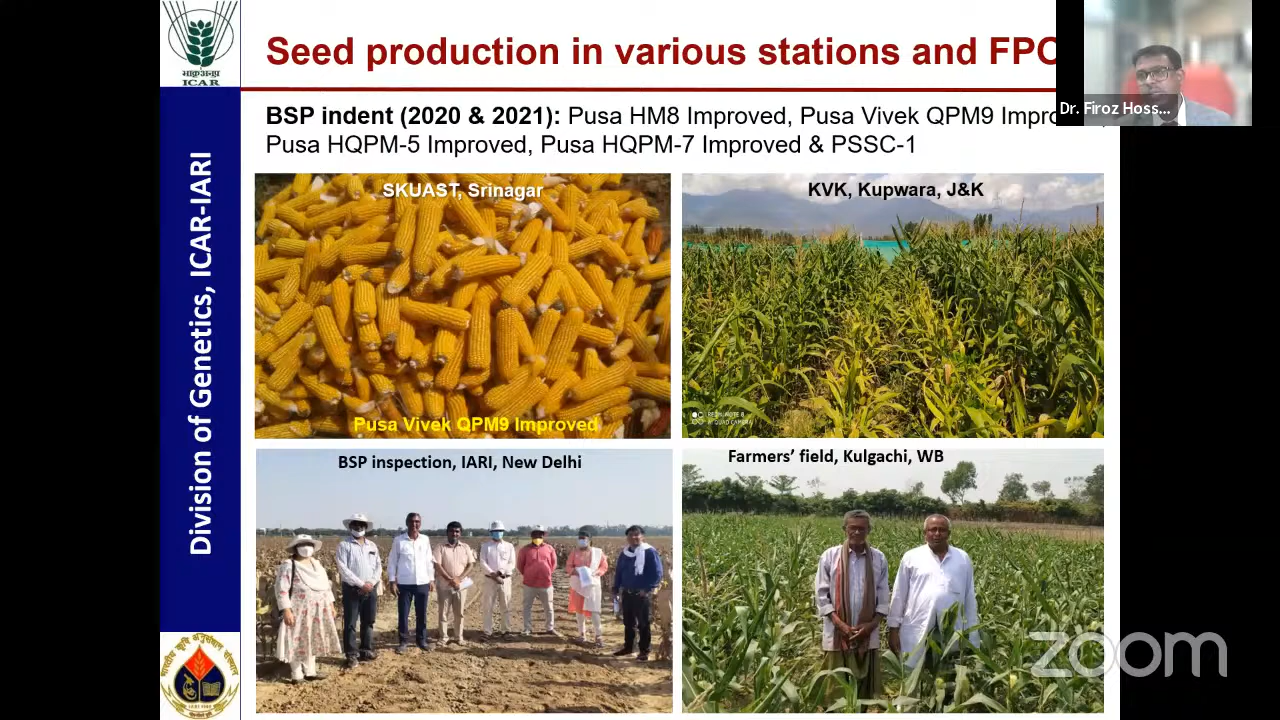 Seed production in various stations and FPO
Dr. Firoz Hoss...
BSP indent (2020 & 2021): Pusa HM8 Improved, Pusa Vivek QPM9 Impro
Pusa HQPM-5 Improved, Pusa HQPM-7 Improved & PSSC-1
ICAR
Division of Genetics, ICAR-IARI
SKUAST, Srinagar
Pusa Vivek QPM9 Improved
KVK, Kupwara, J&K
BSP inspection, IARI, New Delhi
Farmers’ field, Kulgachi, WB
zoom